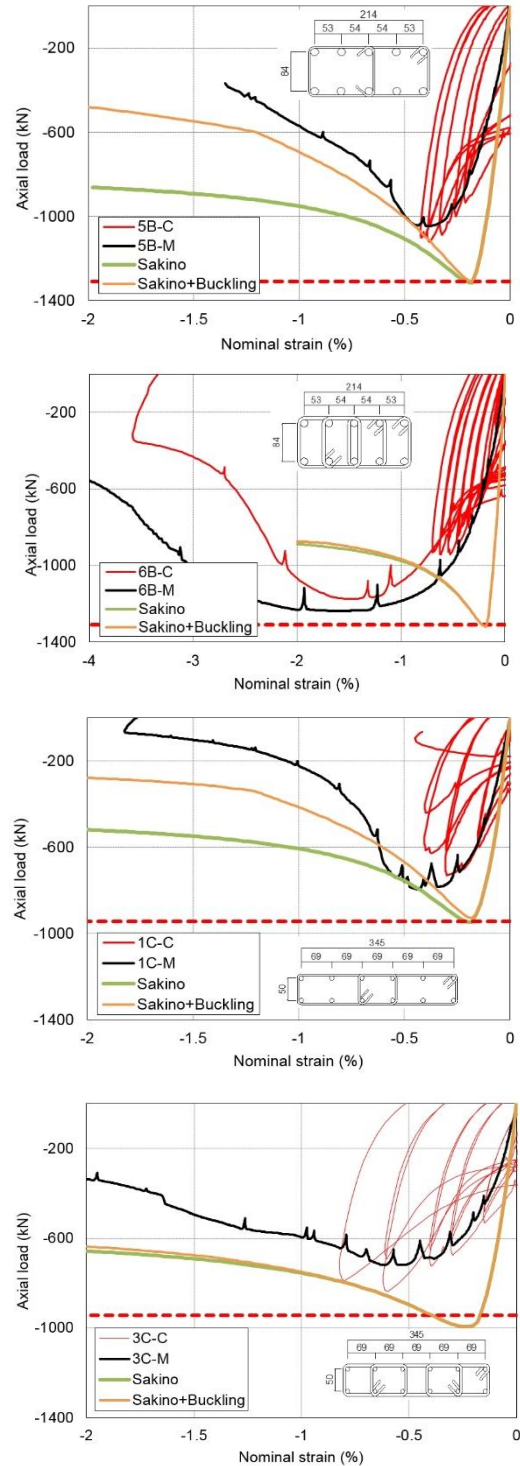 214
53 54 54 53
84
0
-200
-600
-1000
-1400
Axial load (kN)
5B-C
5B-M
Sakino
Sakino+Buckling
-2 -1.5 -1 -0.5 0
Nominal strain (%)
214
53 54 54 53
84
-200
-600
-1000
-1400
Axial load (kN)
6B-C
6B-M
Sakino
Sakino+Buckling
-4 -3 -2 -1 0
Nominal strain (%)
-200
-600
-1000
-1400
Axial load (kN)
1C-C
1C-M
Sakino
Sakino+Buckling
345
69 69 69 69 69
50
-2 -1.5 -1 -0.5 0
Nominal strain (%)
-200
-600
-1000
-1400
Axial load (kN)
3C-C
3C-M
Sakino
Sakino+Buckling
345
69 69 69 69 69
50
-2 -1.5 -1 -0.5 0
Nominal strain (%)